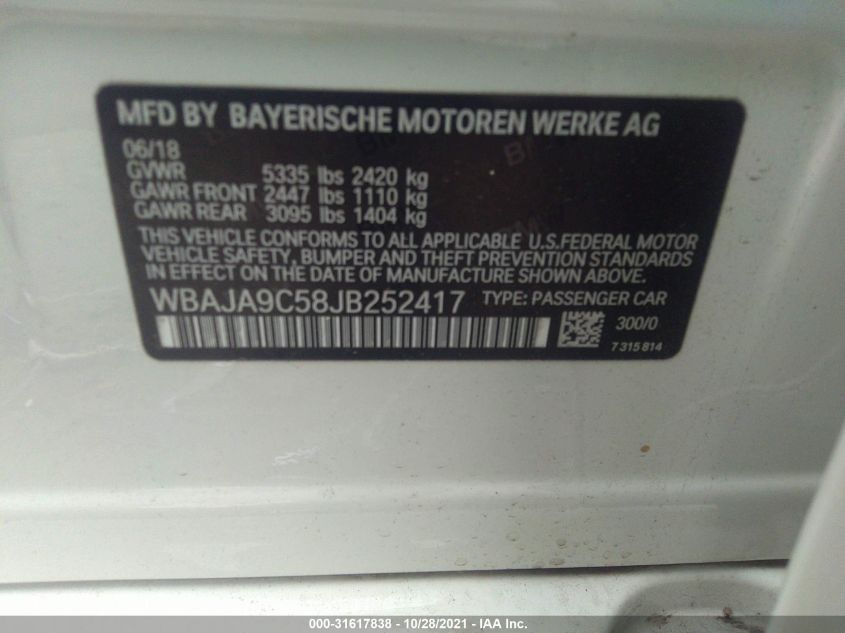 MFD BY BAYERISCHE MOTOREN WERKE AG
06/18
GVWR 5335 lbs 2420 kg
GAWR FRONT 2447 lbs 1110 kg
GAWR REAR 3095 lbs 1404 kg
THIS VEHICLE CONFORMS TO ALL APPLICABLE U.S.FEDERAL MOTOR
VEHICLE SAFETY, BUMPER AND THEFT PREVENTION STANDARDS
IN EFFECT ON THE DATE OF MANUFACTURE SHOWN ABOVE.
WBAJA9C58JB252417 TYPE: PASSENGER CAR
300/0
7315814
000-31617838 - 10/28/2021 - IAA Inc.